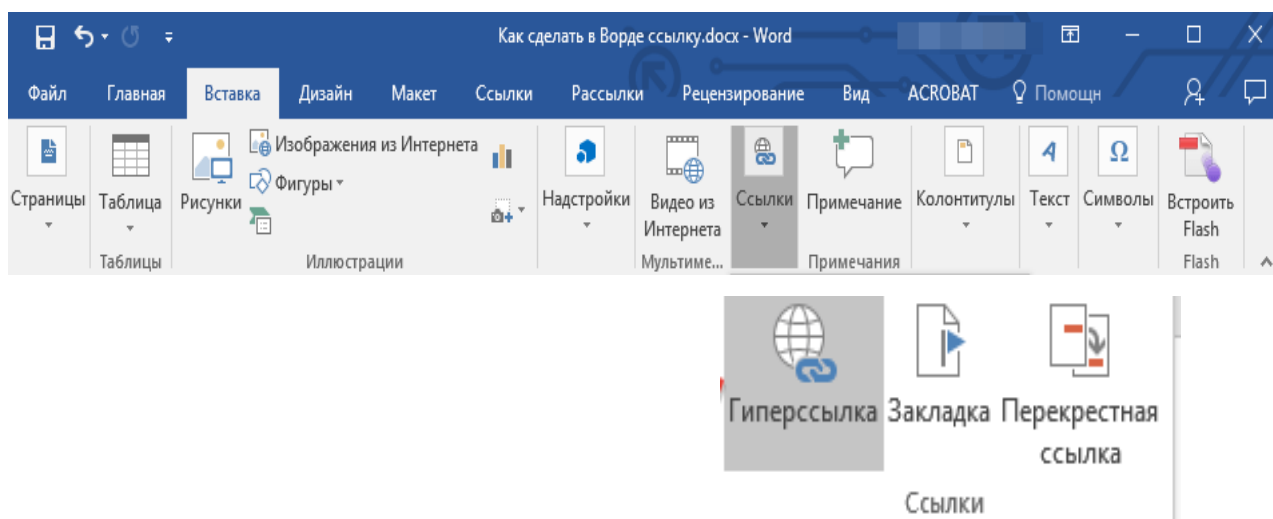 Как сделать в Ворде ссылку.docx - Word
Файл Главная Вставка Дизайн Макет Ссылки Рассылки Рецензирование Вид ACROBAT Помощн
Изображения из Интернета
Фигуры
Страницы Таблица Рисунки Надстройки Видео из Интернета Ссылки Примечание Колонтитулы Текст Символы Встроить Flash
Таблицы Иллюстрации Мультиме... Примечания Flash
Гиперссылка Закладка Перекрестная
ссылка
Ссылки